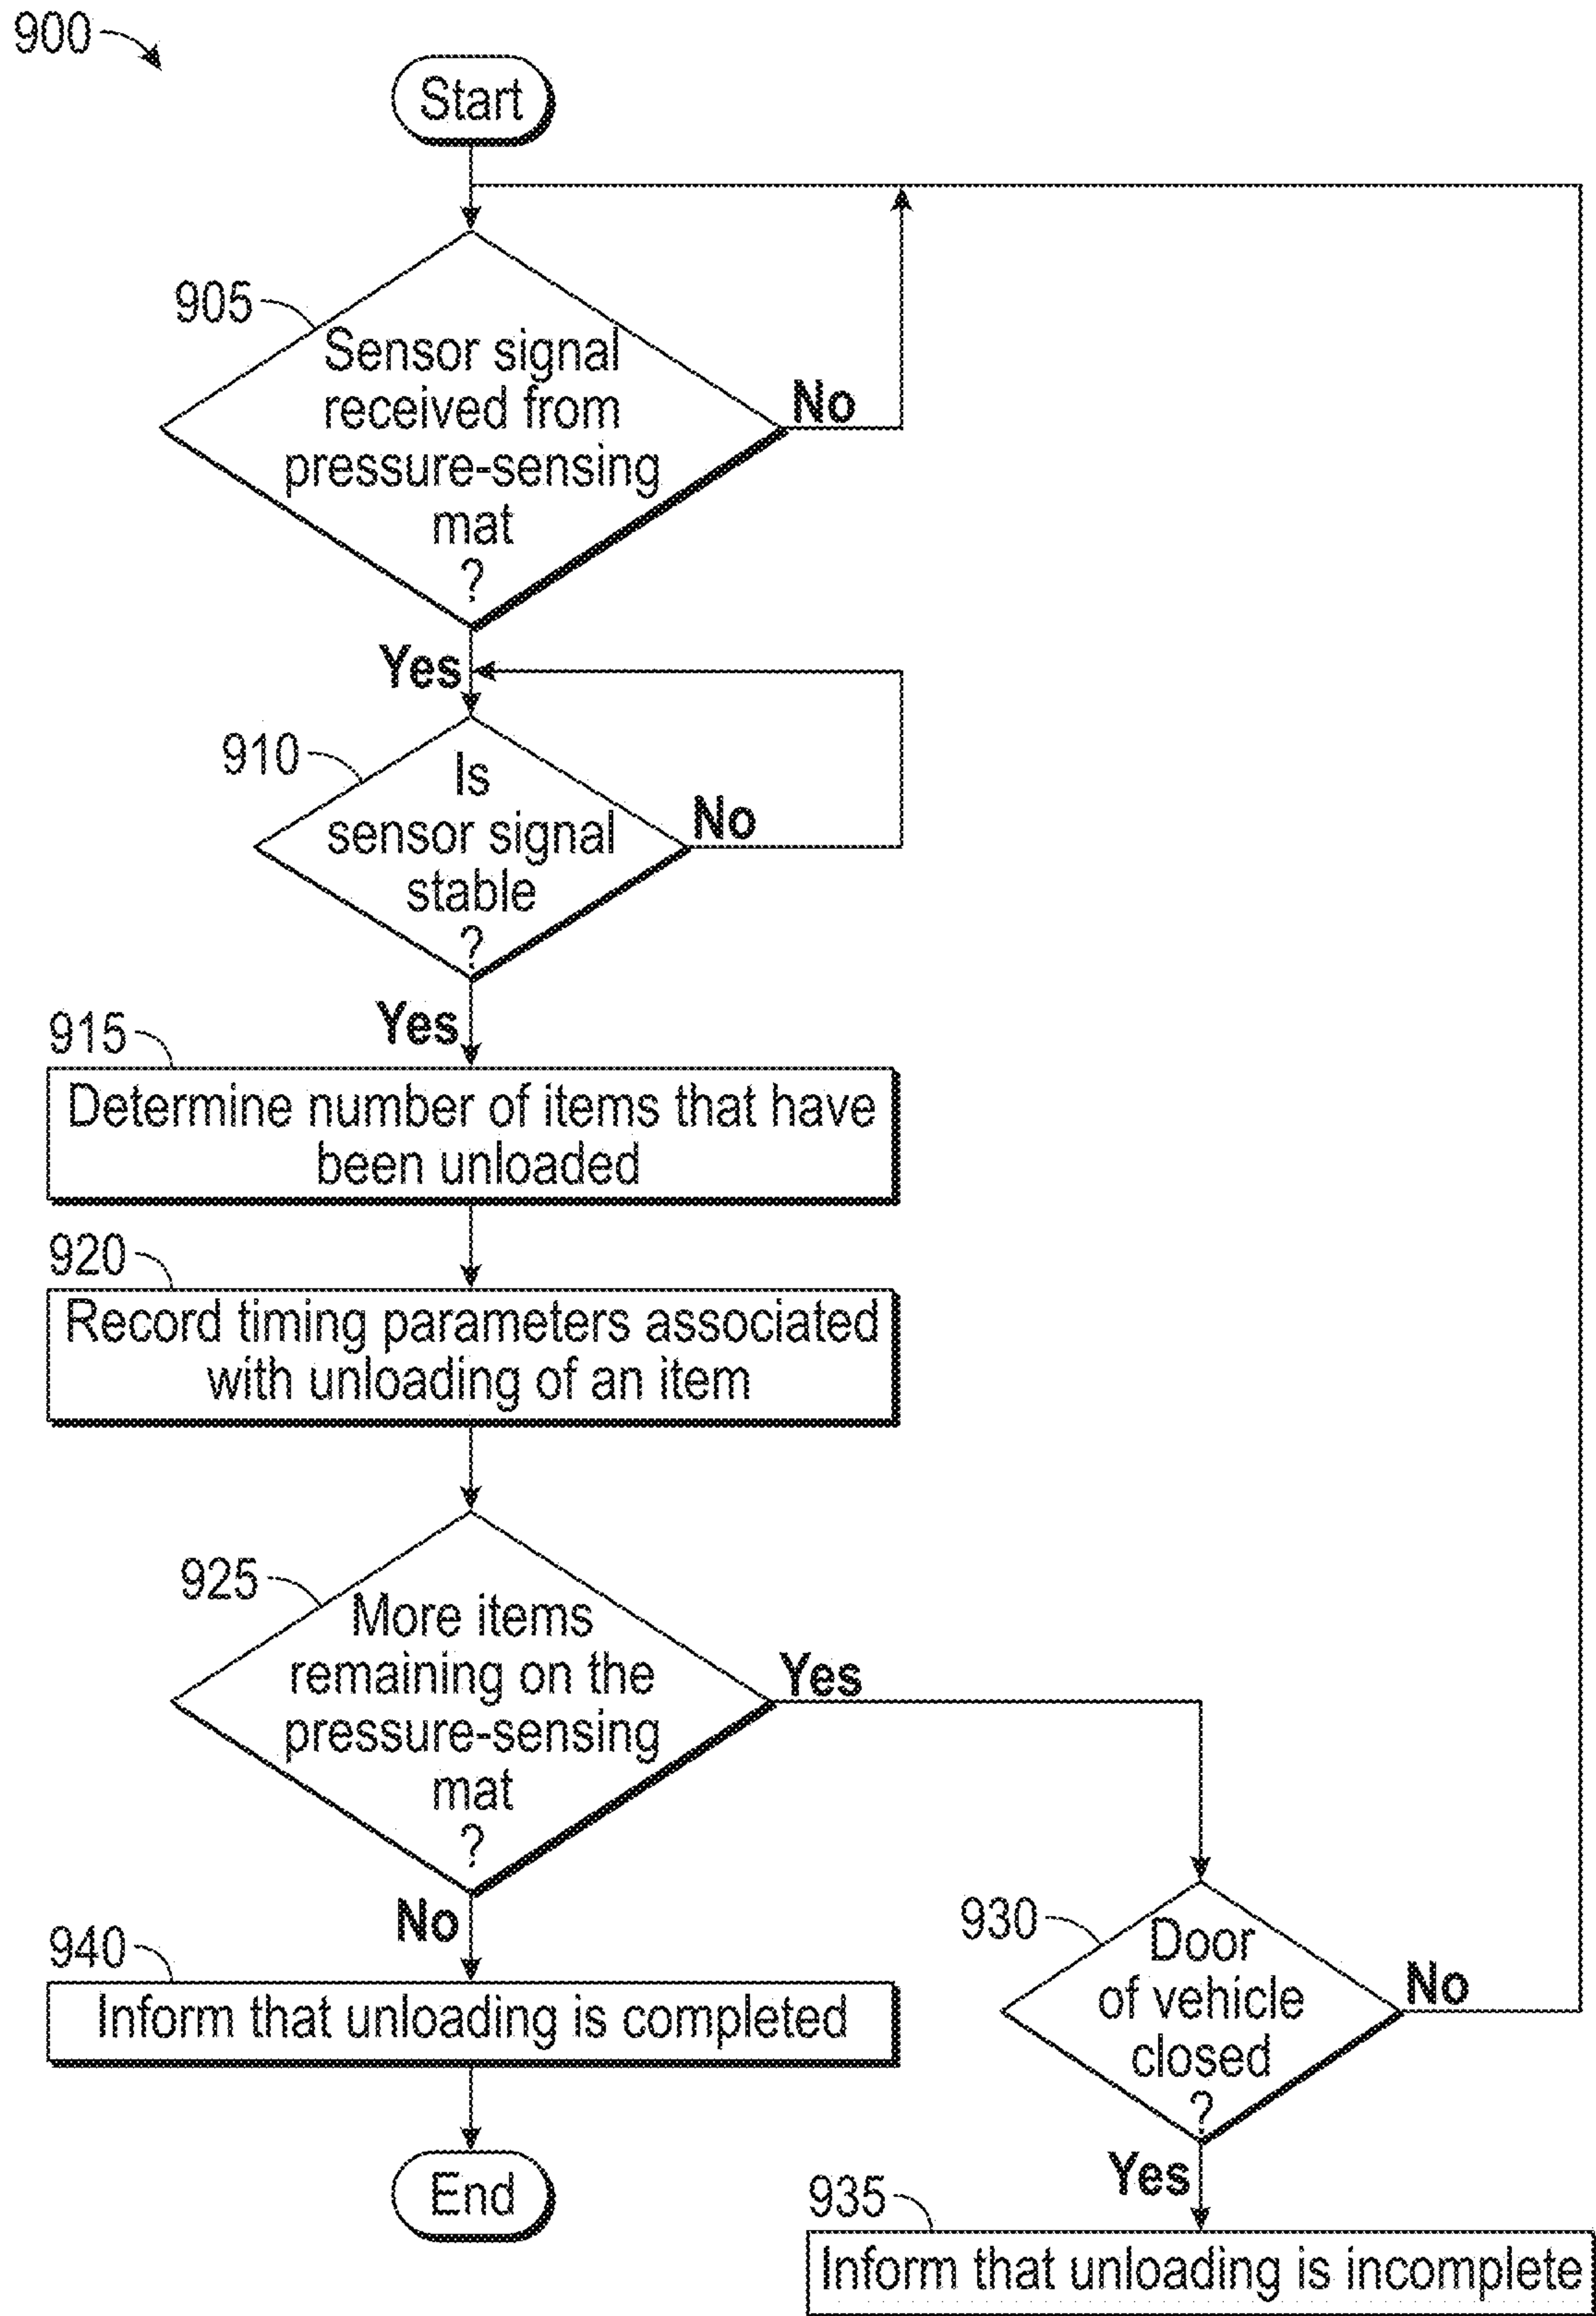 900
Start
905
Sensor signal
received from
pressure-sensing
mat
?
No
Yes
910
Is
sensor signal
stable
?
No
Yes
915
Determine number of items that have
been unloaded
920
Record timing parameters associated
with unloading of an item
925
More items
remaining on the
pressure-sensing
mat
?
Yes
No
930
Door
of vehicle
closed
?
No
Yes
940
Inform that unloading is completed
End
935
Inform that unloading is incomplete